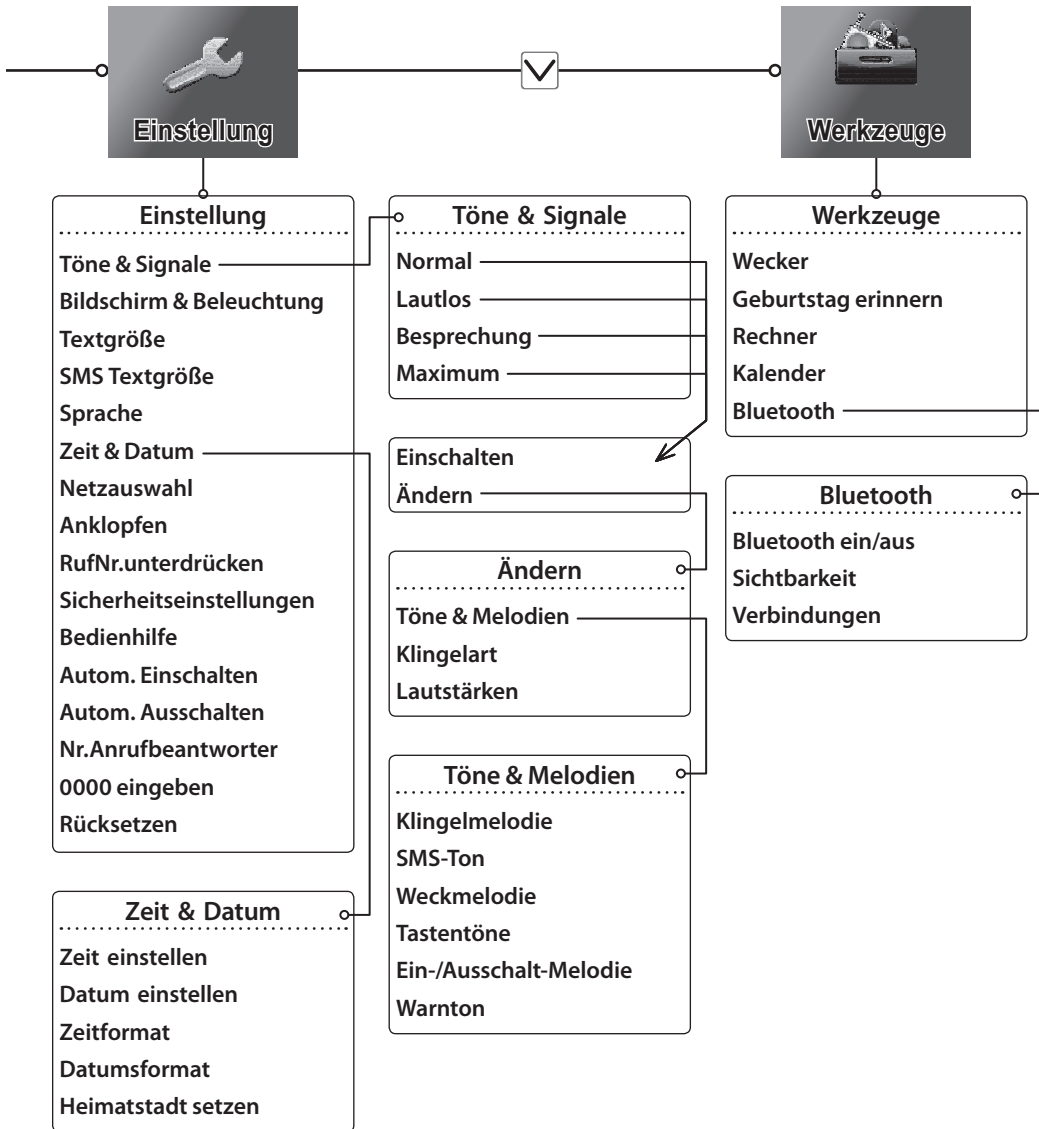 Einstellung
Werkzeuge
Einstellung
Töne & Signale
Bildschirm & Beleuchtung
Textgröße
SMS Textgröße
Sprache
Zeit & Datum
Netzauswahl
Anklopfen
RufNr.unterdrücken
Sicherheitseinstellungen
Bedienhilfe
Autom. Einschalten
Autom. Ausschalten
Nr.Anrufbeantworter
0000 eingeben
Rücksetzen
Zeit & Datum
Zeit einstellen
Datum einstellen
Zeitformat
Datumsformat
Heimatstadt setzen
Töne & Signale
Normal
Lautlos
Besprechung
Maximum
Einschalten
Ändern
Ändern
Töne & Melodien
Klingelart
Lautstärken
Töne & Melodien
Klingelmelodie
SMS-Ton
Weckmelodie
Tastentöne
Ein-/Ausschalt-Melodie
Warnton
Werkzeuge
Wecker
Geburtstag erinnern
Rechner
Kalender
Bluetooth
Bluetooth
Bluetooth ein/aus
Sichtbarkeit
Verbindungen